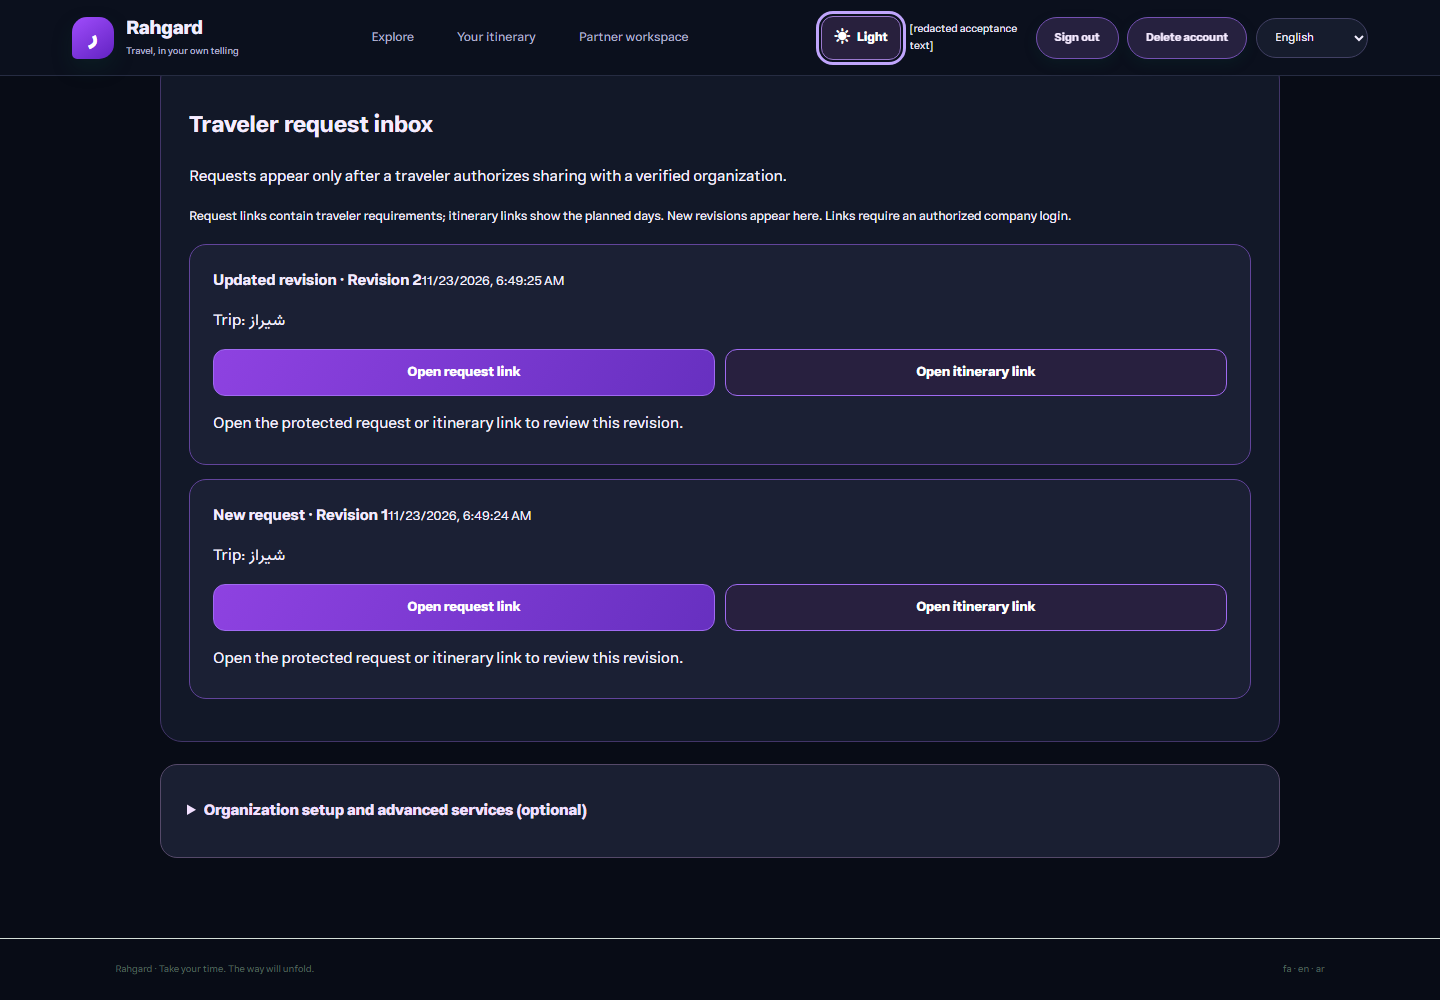 Rahgard
Travel, in your own telling
Explore
Your itinerary
Partner workspace
Light
[redacted acceptance
text]
Sign out
Delete account
English
Traveler request inbox
Requests appear only after a traveler authorizes sharing with a verified organization.
Request links contain traveler requirements; itinerary links show the planned days. New revisions appear here. Links require an authorized company login.
Updated revision · Revision 211/23/2026, 6:49:25 AM
Trip: شیراز
Open request link
Open itinerary link
Open the protected request or itinerary link to review this revision.
New request · Revision 111/23/2026, 6:49:24 AM
Trip: شیراز
Open request link
Open itinerary link
Open the protected request or itinerary link to review this revision.
Organization setup and advanced services (optional)
Rahgard · Take your time. The way will unfold.
fa · en · ar